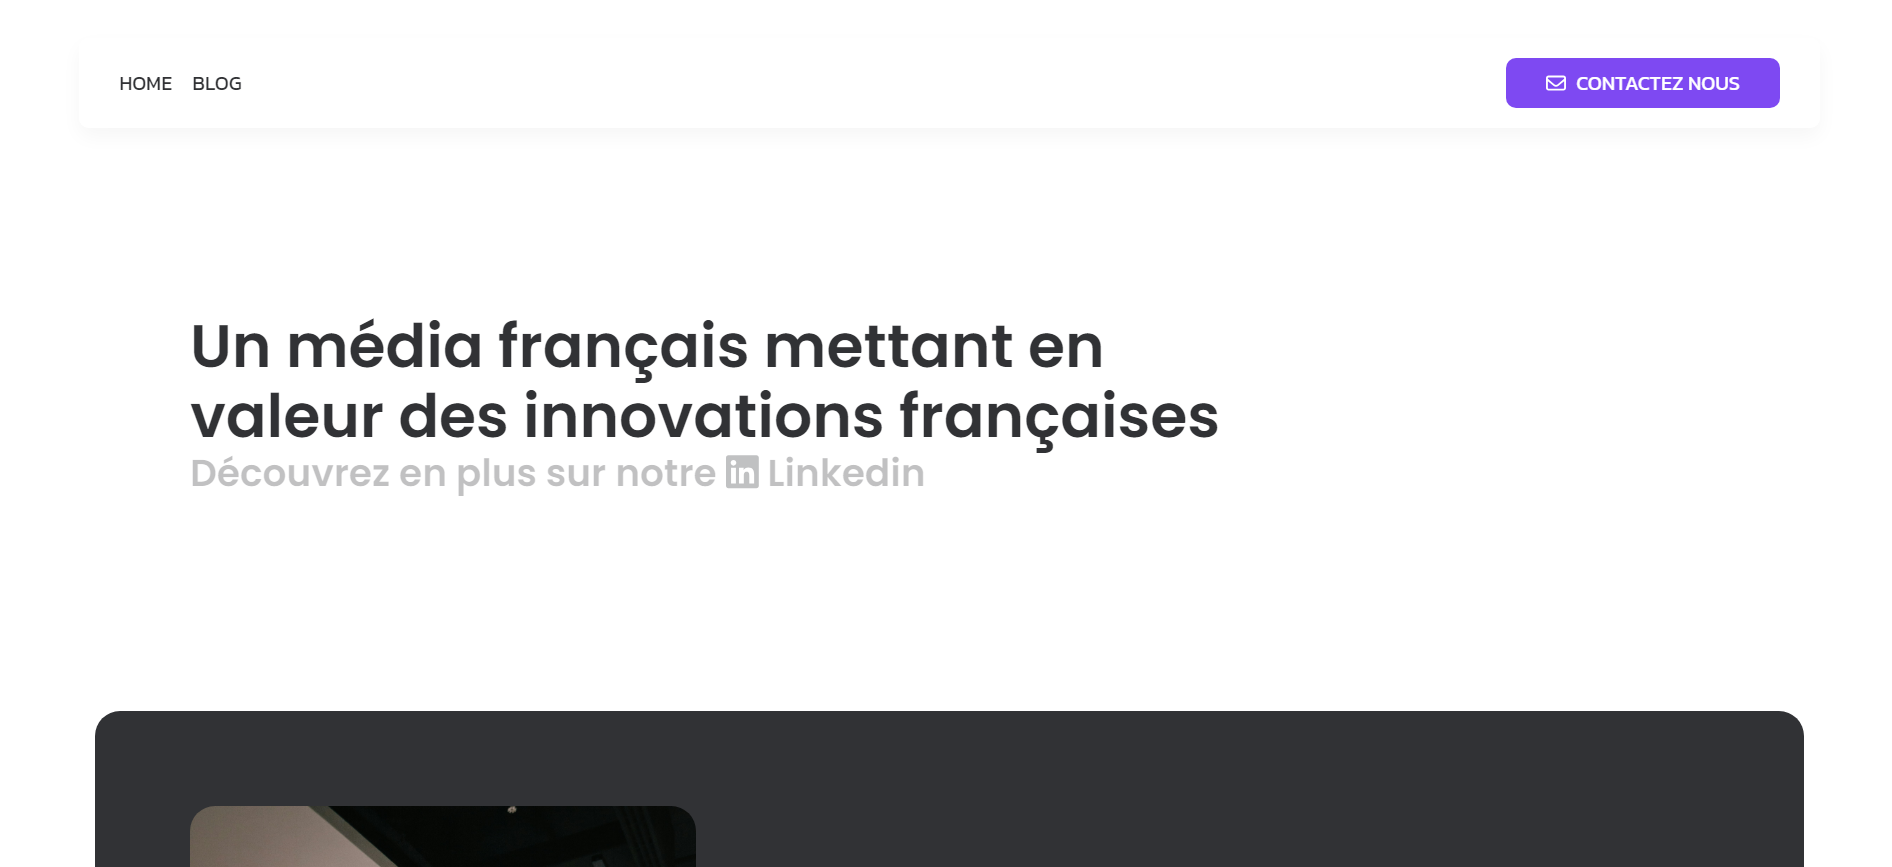 HOME BLOG CONTACTEZ NOUS
Un média français mettant en
valeur des innovations françaises
Découvrez en plus sur notre in Linkedin